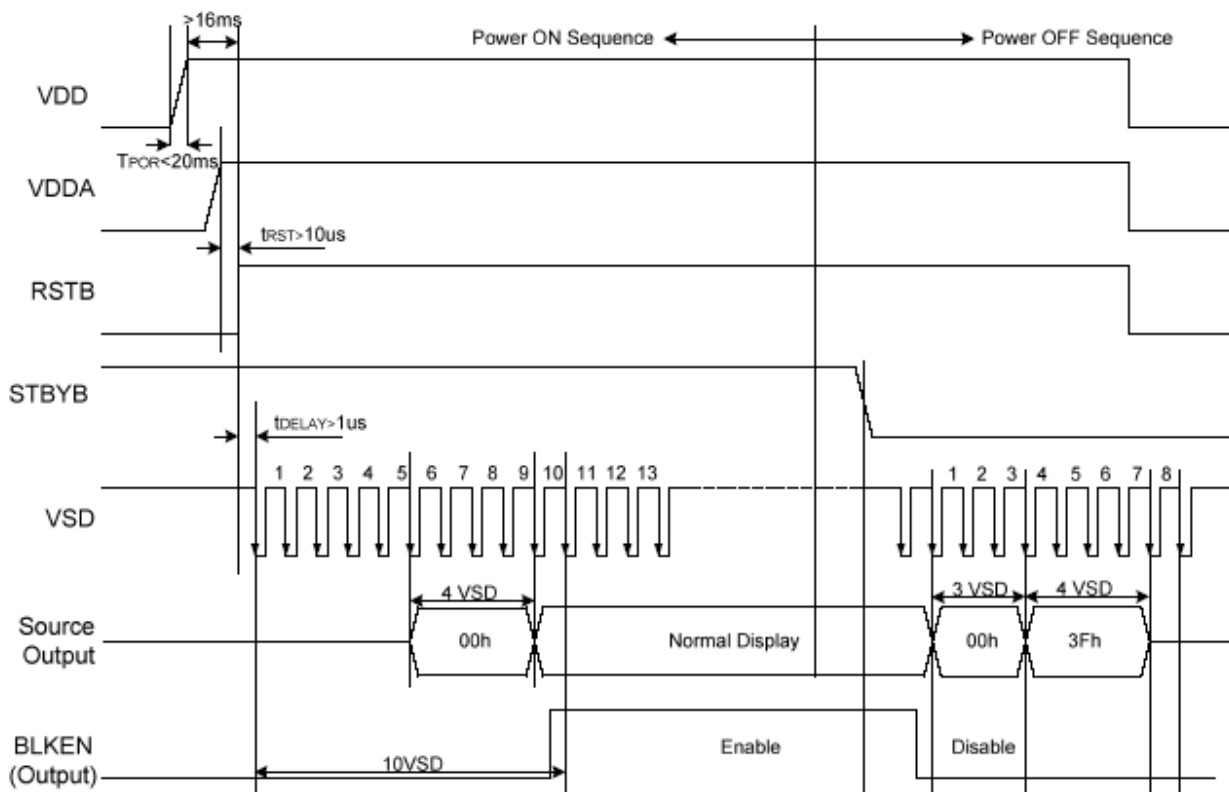 >16ms
Power ON Sequence
Power OFF Sequence
VDD
TPOR<20ms
VDDA
tRST>10us
RSTB
STBYB
tDELAY>1us
1 2 3 4 5 6 7 8 9 10 11 12 13
1 2 3 4 5 6 7 8
VSD
4 VSD
3 VSD
4 VSD
Source
Output
00h
Normal Display
00h
3Fh
BLKEN
(Output)
10VSD
Enable
Disable